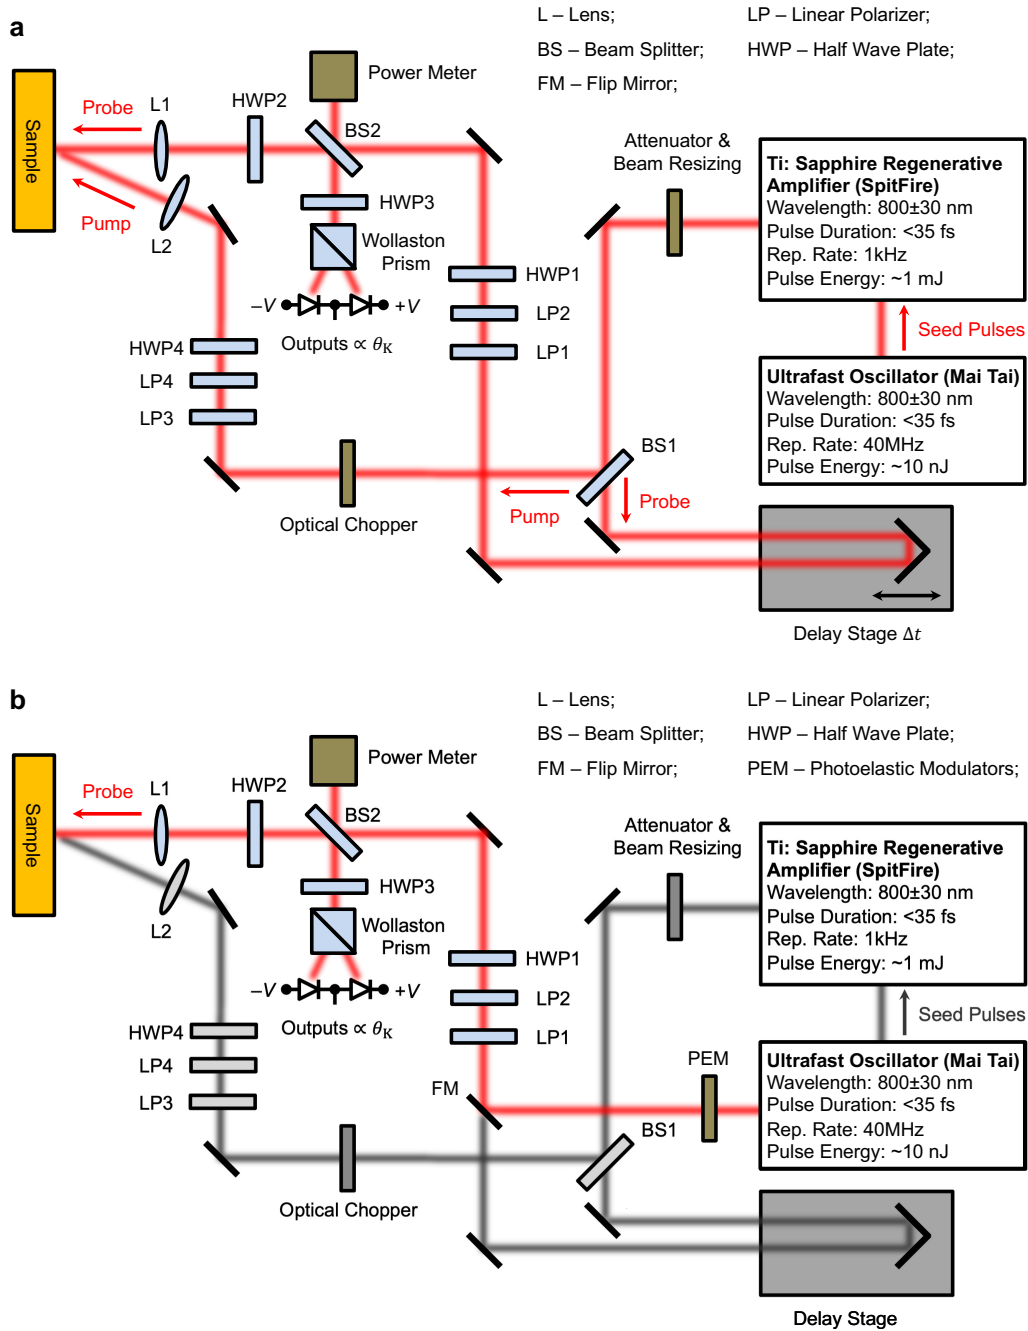 a
L – Lens;
LP – Linear Polarizer;
BS – Beam Splitter;
HWP – Half Wave Plate;
FM – Flip Mirror;
Power Meter
Probe
L1
HWP2
BS2
Sample
Pump
L2
HWP3
Wollaston
Prism
–V
+V
Outputs ∝ θK
HWP1
LP2
LP1
HWP4
LP4
LP3
Attenuator &
Beam Resizing
Ti: Sapphire Regenerative
Amplifier (SpitFire)
Wavelength: 800±30 nm
Pulse Duration: <35 fs
Rep. Rate: 1kHz
Pulse Energy: ~1 mJ
Seed Pulses
Ultrafast Oscillator (Mai Tai)
Wavelength: 800±30 nm
Pulse Duration: <35 fs
Rep. Rate: 40MHz
Pulse Energy: ~10 nJ
BS1
Pump
Probe
Optical Chopper
Delay Stage Δt
b
L – Lens;
LP – Linear Polarizer;
BS – Beam Splitter;
HWP – Half Wave Plate;
FM – Flip Mirror;
PEM – Photoelastic Modulators;
Power Meter
Probe
L1
HWP2
BS2
Sample
L2
HWP3
Wollaston
Prism
–V
+V
Outputs ∝ θK
HWP1
LP2
LP1
HWP4
LP4
LP3
Attenuator &
Beam Resizing
Ti: Sapphire Regenerative
Amplifier (SpitFire)
Wavelength: 800±30 nm
Pulse Duration: <35 fs
Rep. Rate: 1kHz
Pulse Energy: ~1 mJ
Seed Pulses
Ultrafast Oscillator (Mai Tai)
Wavelength: 800±30 nm
Pulse Duration: <35 fs
Rep. Rate: 40MHz
Pulse Energy: ~10 nJ
PEM
FM
BS1
Optical Chopper
Delay Stage